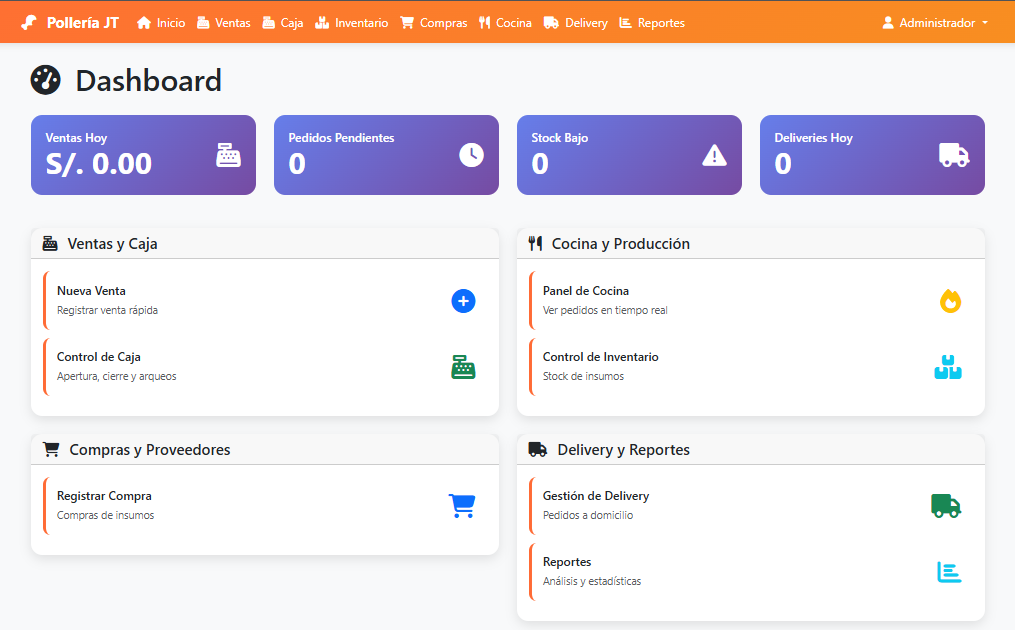 Pollería JT Inicio Ventas Caja Inventario Compras Cocina Delivery Reportes Administrador
Dashboard
Ventas Hoy
S/. 0.00
Pedidos Pendientes
0
Stock Bajo
0
Deliveries Hoy
0
Ventas y Caja
Nueva Venta
Registrar venta rápida
Control de Caja
Apertura, cierre y arqueos
Cocina y Producción
Panel de Cocina
Ver pedidos en tiempo real
Control de Inventario
Stock de insumos
Compras y Proveedores
Registrar Compra
Compras de insumos
Delivery y Reportes
Gestión de Delivery
Pedidos a domicilio
Reportes
Análisis y estadísticas